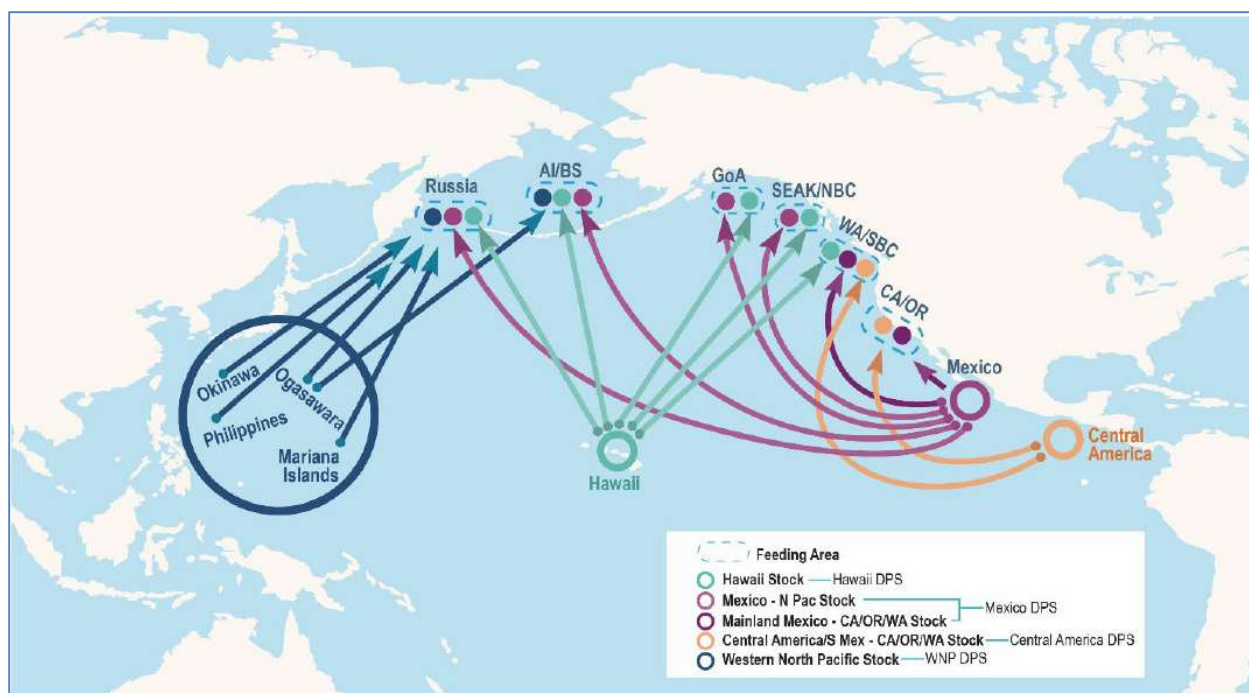 AI/BS
GoA
Russia
SEAK/NBC
WA/SBC
CA/OR
Mexico
Okinawa
Ogasawara
Philippines
Mariana
Islands
Hawaii
Central
America
Feeding Area
Hawaii Stock Hawaii DPS
Mexico - N Pac Stock
Mexico DPS
Mainland Mexico - CA/OR/WA Stock
Central America/S Mex - CA/OR/WA Stock Central America DPS
Western North Pacific Stock WNP DPS